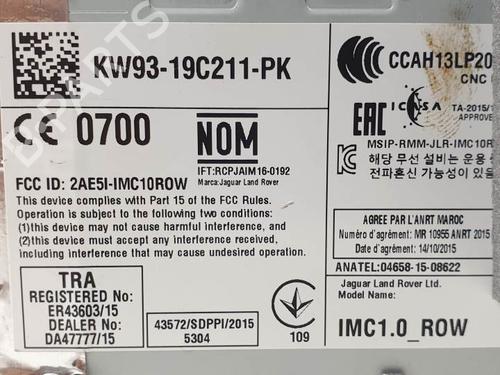 KW93-19C211-PK
CCAH13LP20
CNC
CE 0700
NOM
IFT:RCPJAIM16-0192
Marca:Jaguar Land Rover
EAC
ICASA
TA-2015/1
APPROVE
MSIP-RMM-JLR-IMC10R
해당 무선 설비는 운용
전파혼신 가능성이 있음
FCC ID: 2AE5I-IMC10ROW
This device complies with Part 15 of the FCC Rules.
Operation is subject to the following two conditions:
(1)this device may not cause harmful interference, and
(2)this device must accept any interference received,
including interference that may cause undesired operation
AGREE PAR L'ANRT MAROC
Numéro d'agrément: MR 10955 ANRT 2015
Date d'agrément: 14/10/2015
ANATEL:04658-15-08622
TRA
REGISTERED No:
ER43603/15
DEALER No:
DA47777/15
43572/SDPPI/2015
5304
109
Jaguar Land Rover Ltd.
Model Name:
IMC1.0_ROW